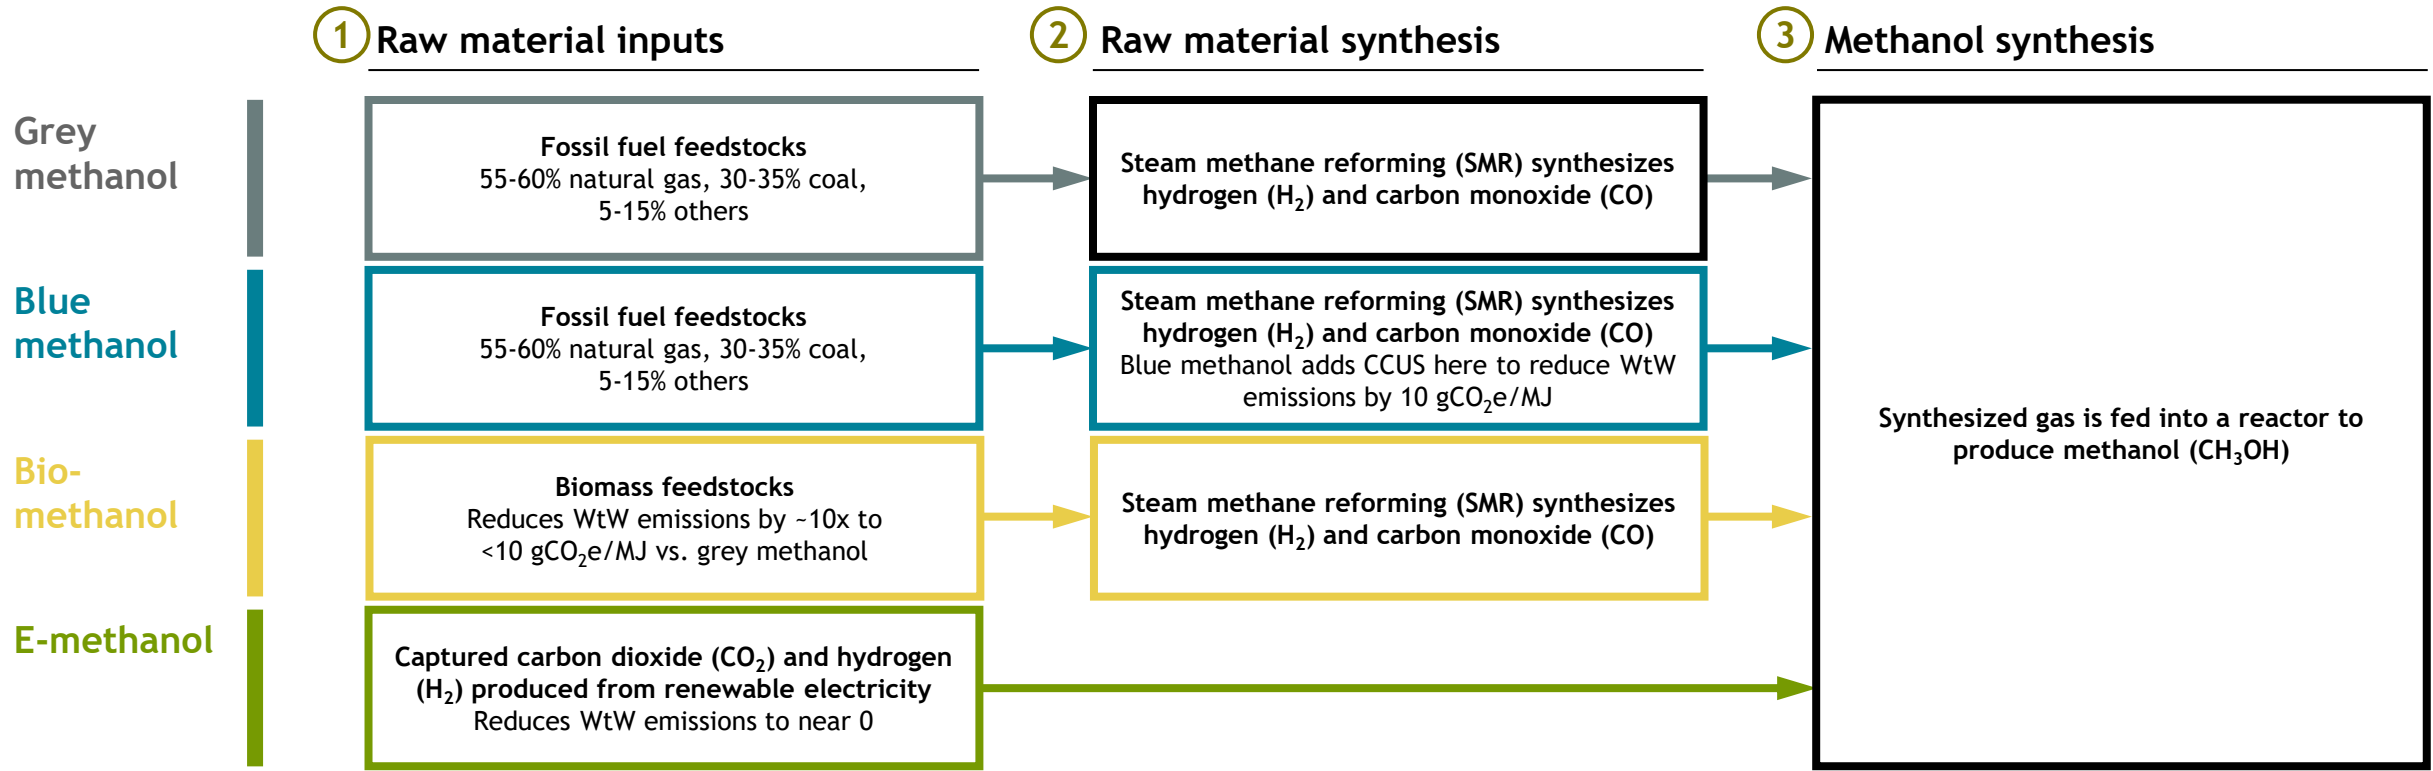 1 Raw material inputs
2 Raw material synthesis
3 Methanol synthesis
Grey
methanol
Fossil fuel feedstocks
55-60% natural gas, 30-35% coal,
5-15% others
Steam methane reforming (SMR) synthesizes
hydrogen (H₂) and carbon monoxide (CO)
Blue
methanol
Fossil fuel feedstocks
55-60% natural gas, 30-35% coal,
5-15% others
Steam methane reforming (SMR) synthesizes
hydrogen (H₂) and carbon monoxide (CO)
Blue methanol adds CCUS here to reduce WtW
emissions by 10 gCO₂e/MJ
Bio-
methanol
Biomass feedstocks
Reduces WtW emissions by ~10x to
<10 gCO₂e/MJ vs. grey methanol
Steam methane reforming (SMR) synthesizes
hydrogen (H₂) and carbon monoxide (CO)
E-methanol
Captured carbon dioxide (CO₂) and hydrogen
(H₂) produced from renewable electricity
Reduces WtW emissions to near 0
Synthesized gas is fed into a reactor to
produce methanol (CH₃OH)